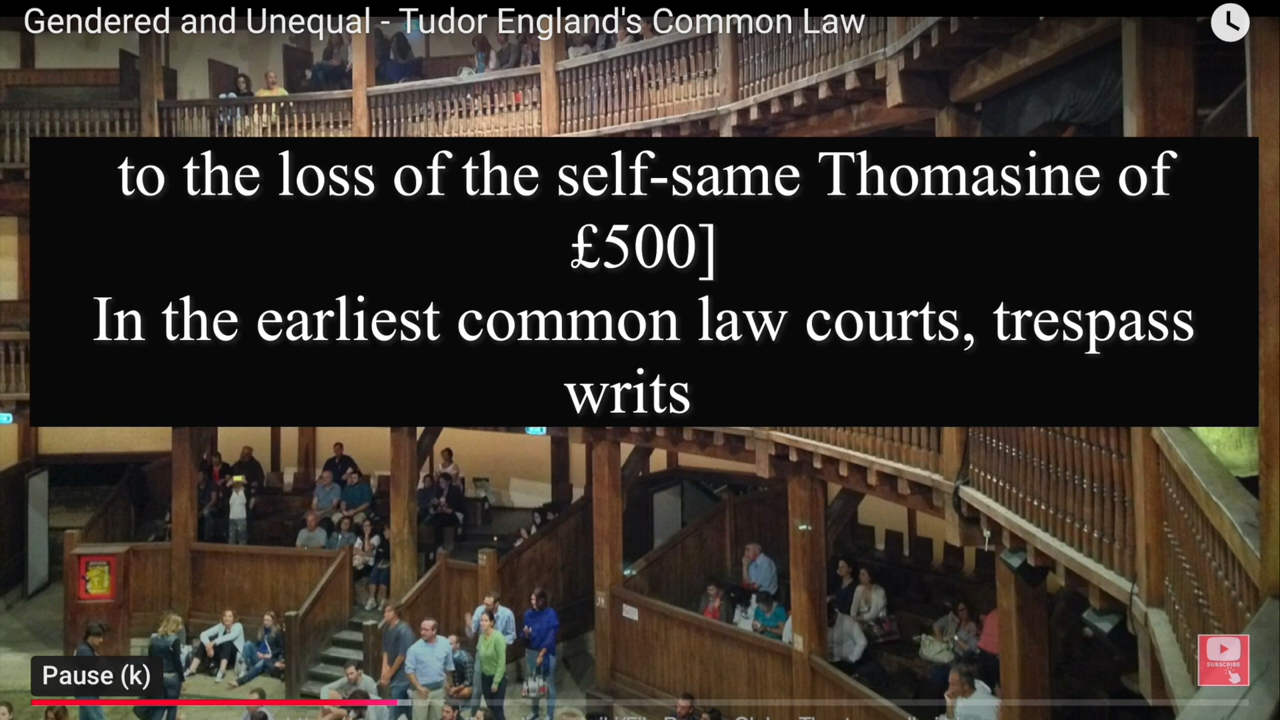 Gendered and Unequal - Tudor England's Common Law
to the loss of the self-same Thomasine of
£500]
In the earliest common law courts, trespass
writs
SUBSCRIBE
Pause (k)